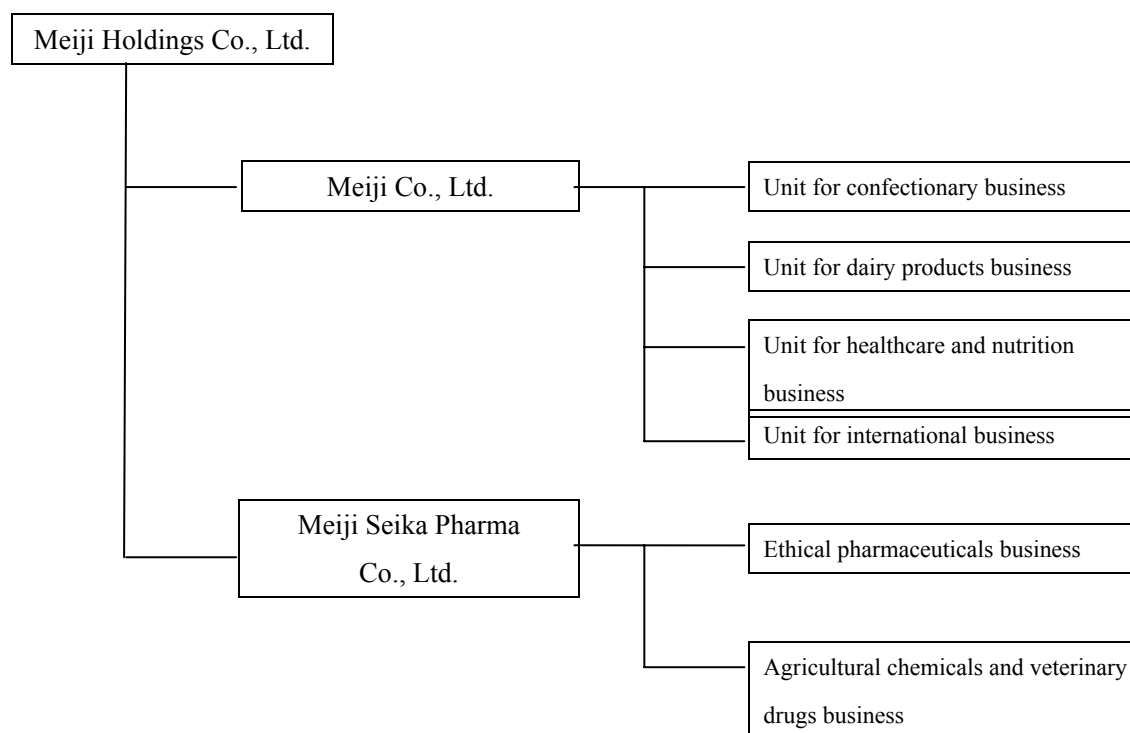 Meiji Holdings Co., Ltd.
Meiji Co., Ltd.
Unit for confectionary business
Unit for dairy products business
Unit for healthcare and nutrition
business
Unit for international business
Meiji Seika Pharma
Co., Ltd.
Ethical pharmaceuticals business
Agricultural chemicals and veterinary
drugs business